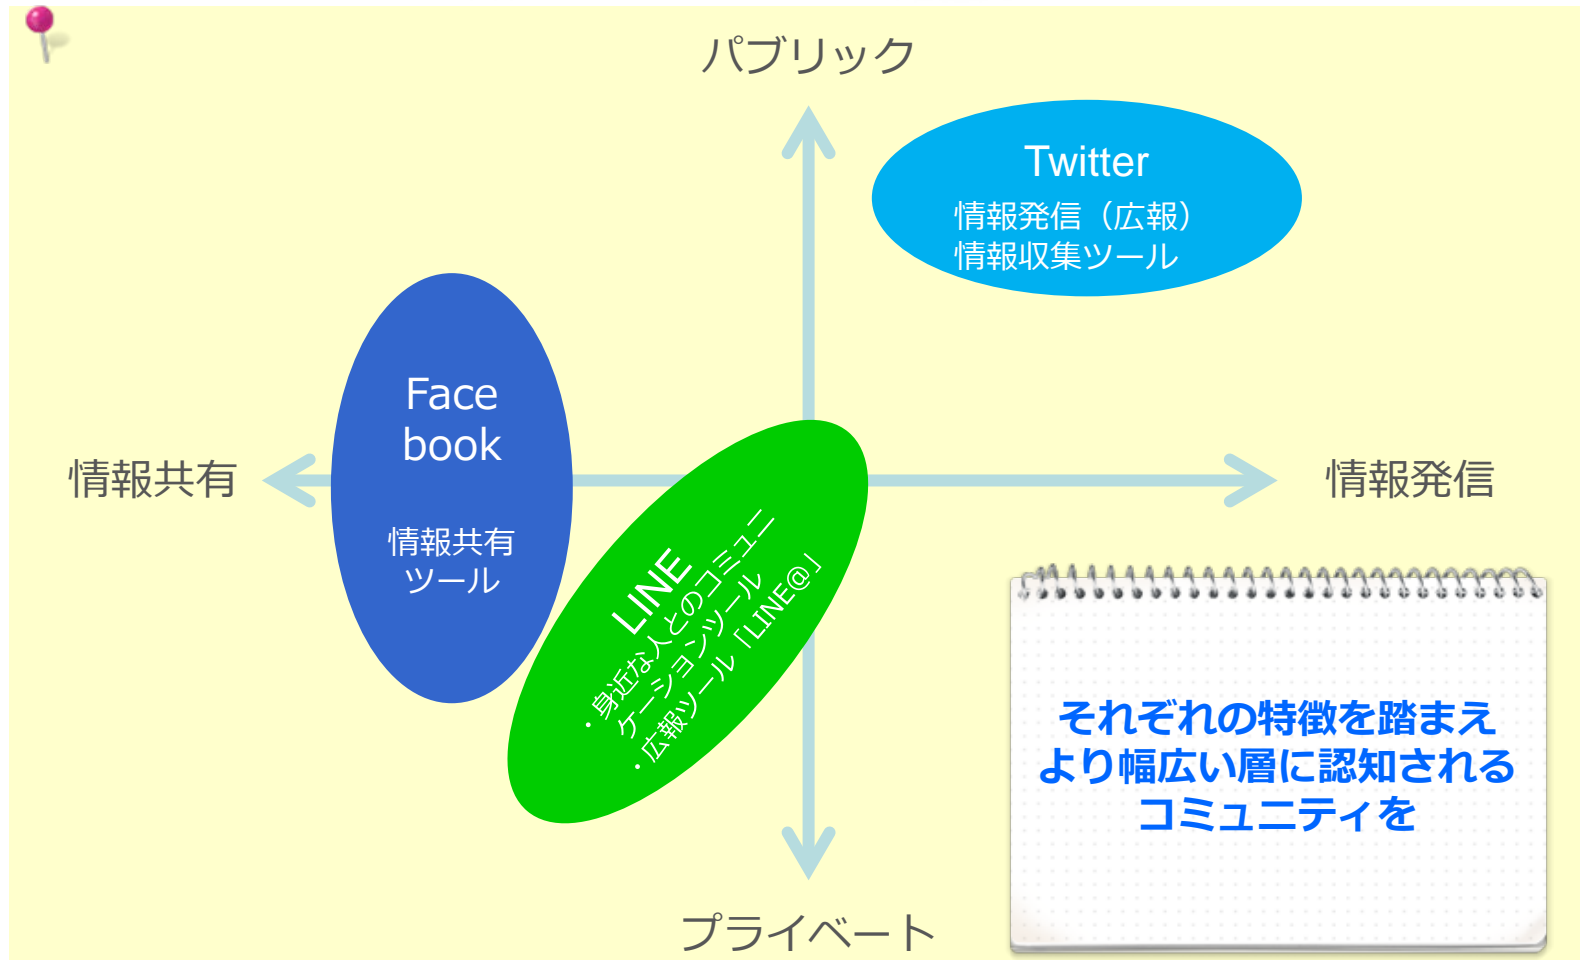 パブリック
Twitter
情報発信（広報）
情報収集ツール
Face
book
情報共有
ツール
情報共有
情報発信
LINE
・身近な人とのコミュニ
ケーションツール
・広報ツール「LINE@」
それぞれの特徴を踏まえ
より幅広い層に認知される
コミュニティを
プライベート